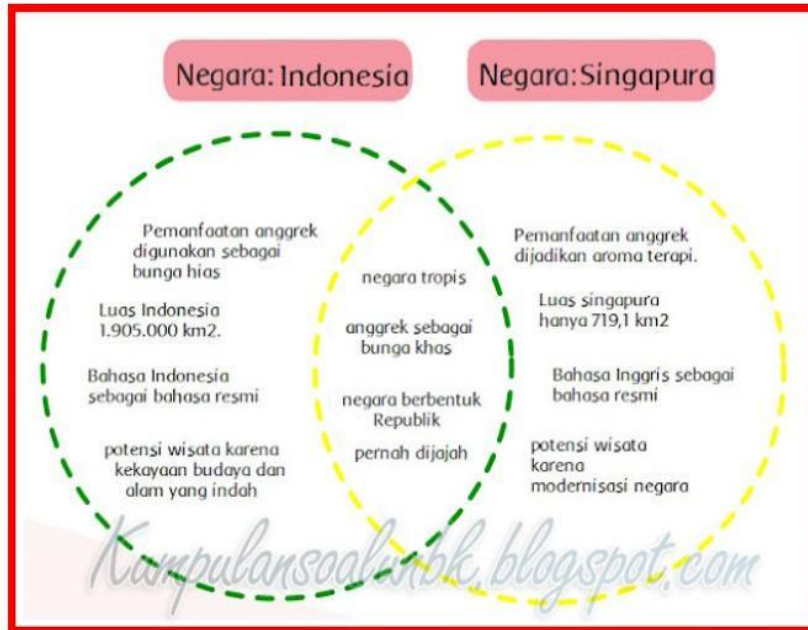 Negara: Indonesia
Negara: Singapura
Pemanfaatan anggrek
digunakan sebagai
bunga hias
Luas Indonesia
1.905.000 km2.
Bahasa Indonesia
sebagai bahasa resmi
potensi wisata karena
kekayaan budaya dan
alam yang indah
negara tropis
anggrek sebagai
bunga khas
negara berbentuk
Republik
pernah dijajah
Pemanfaatan anggrek
dijadikan aroma terapi.
Luas singapura
hanya 719,1 km2
Bahasa Inggris sebagai
bahasa resmi
potensi wisata
karena
modernisasi negara
Kumpulansoalunbk.blogspot.com